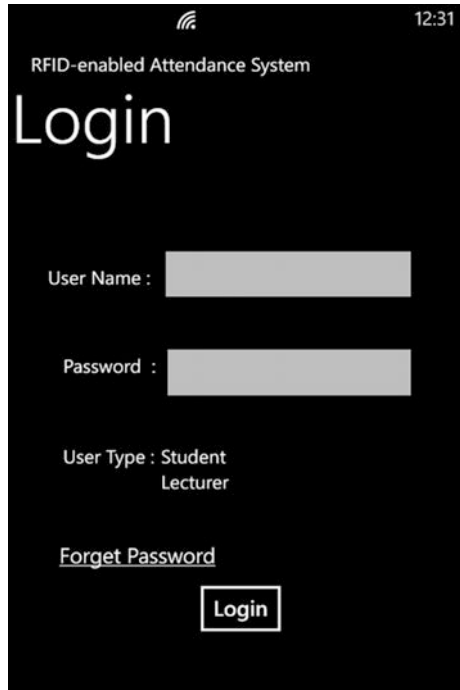 12:31
RFID-enabled Attendance System
Login
User Name :
Password :
User Type : Student
Lecturer
Forget Password
Login